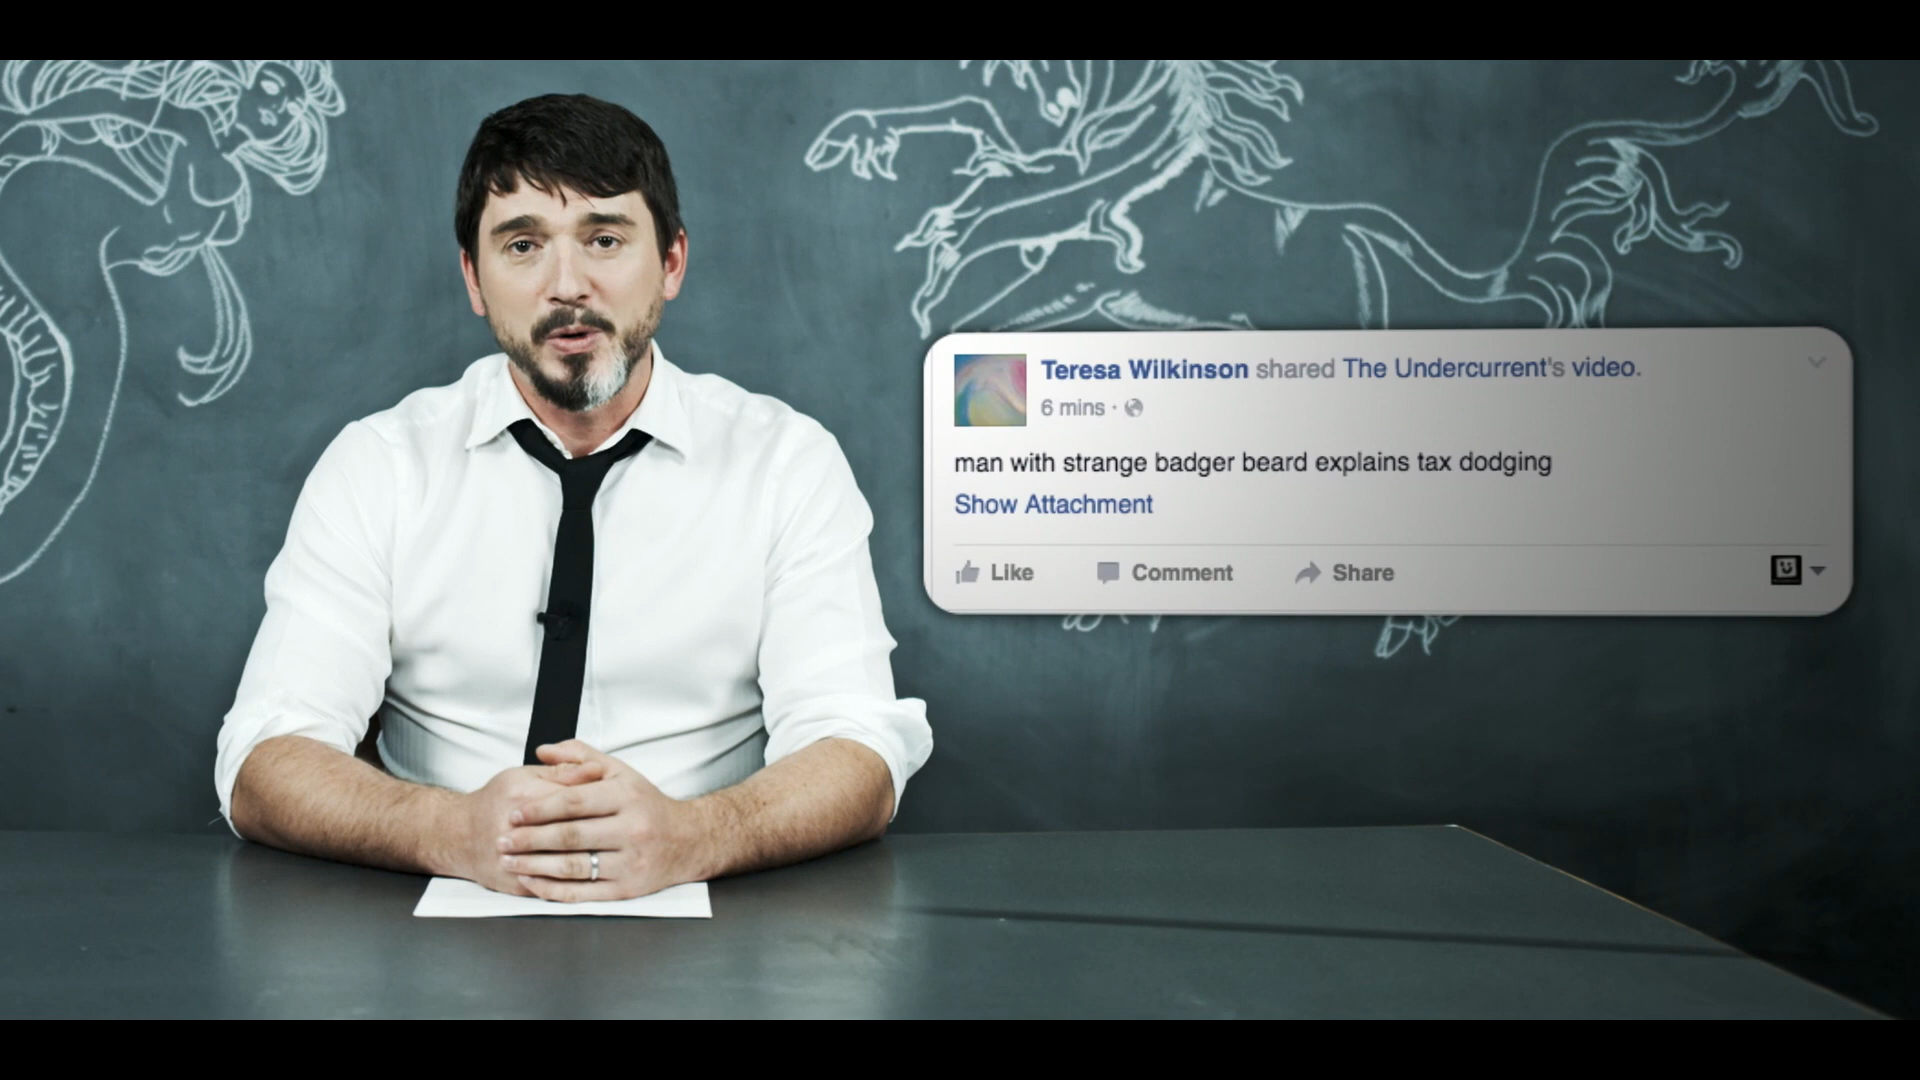 Teresa Wilkinson shared The Undercurrent's video.
6 mins ·
man with strange badger beard explains tax dodging
Show Attachment
Like Comment Share